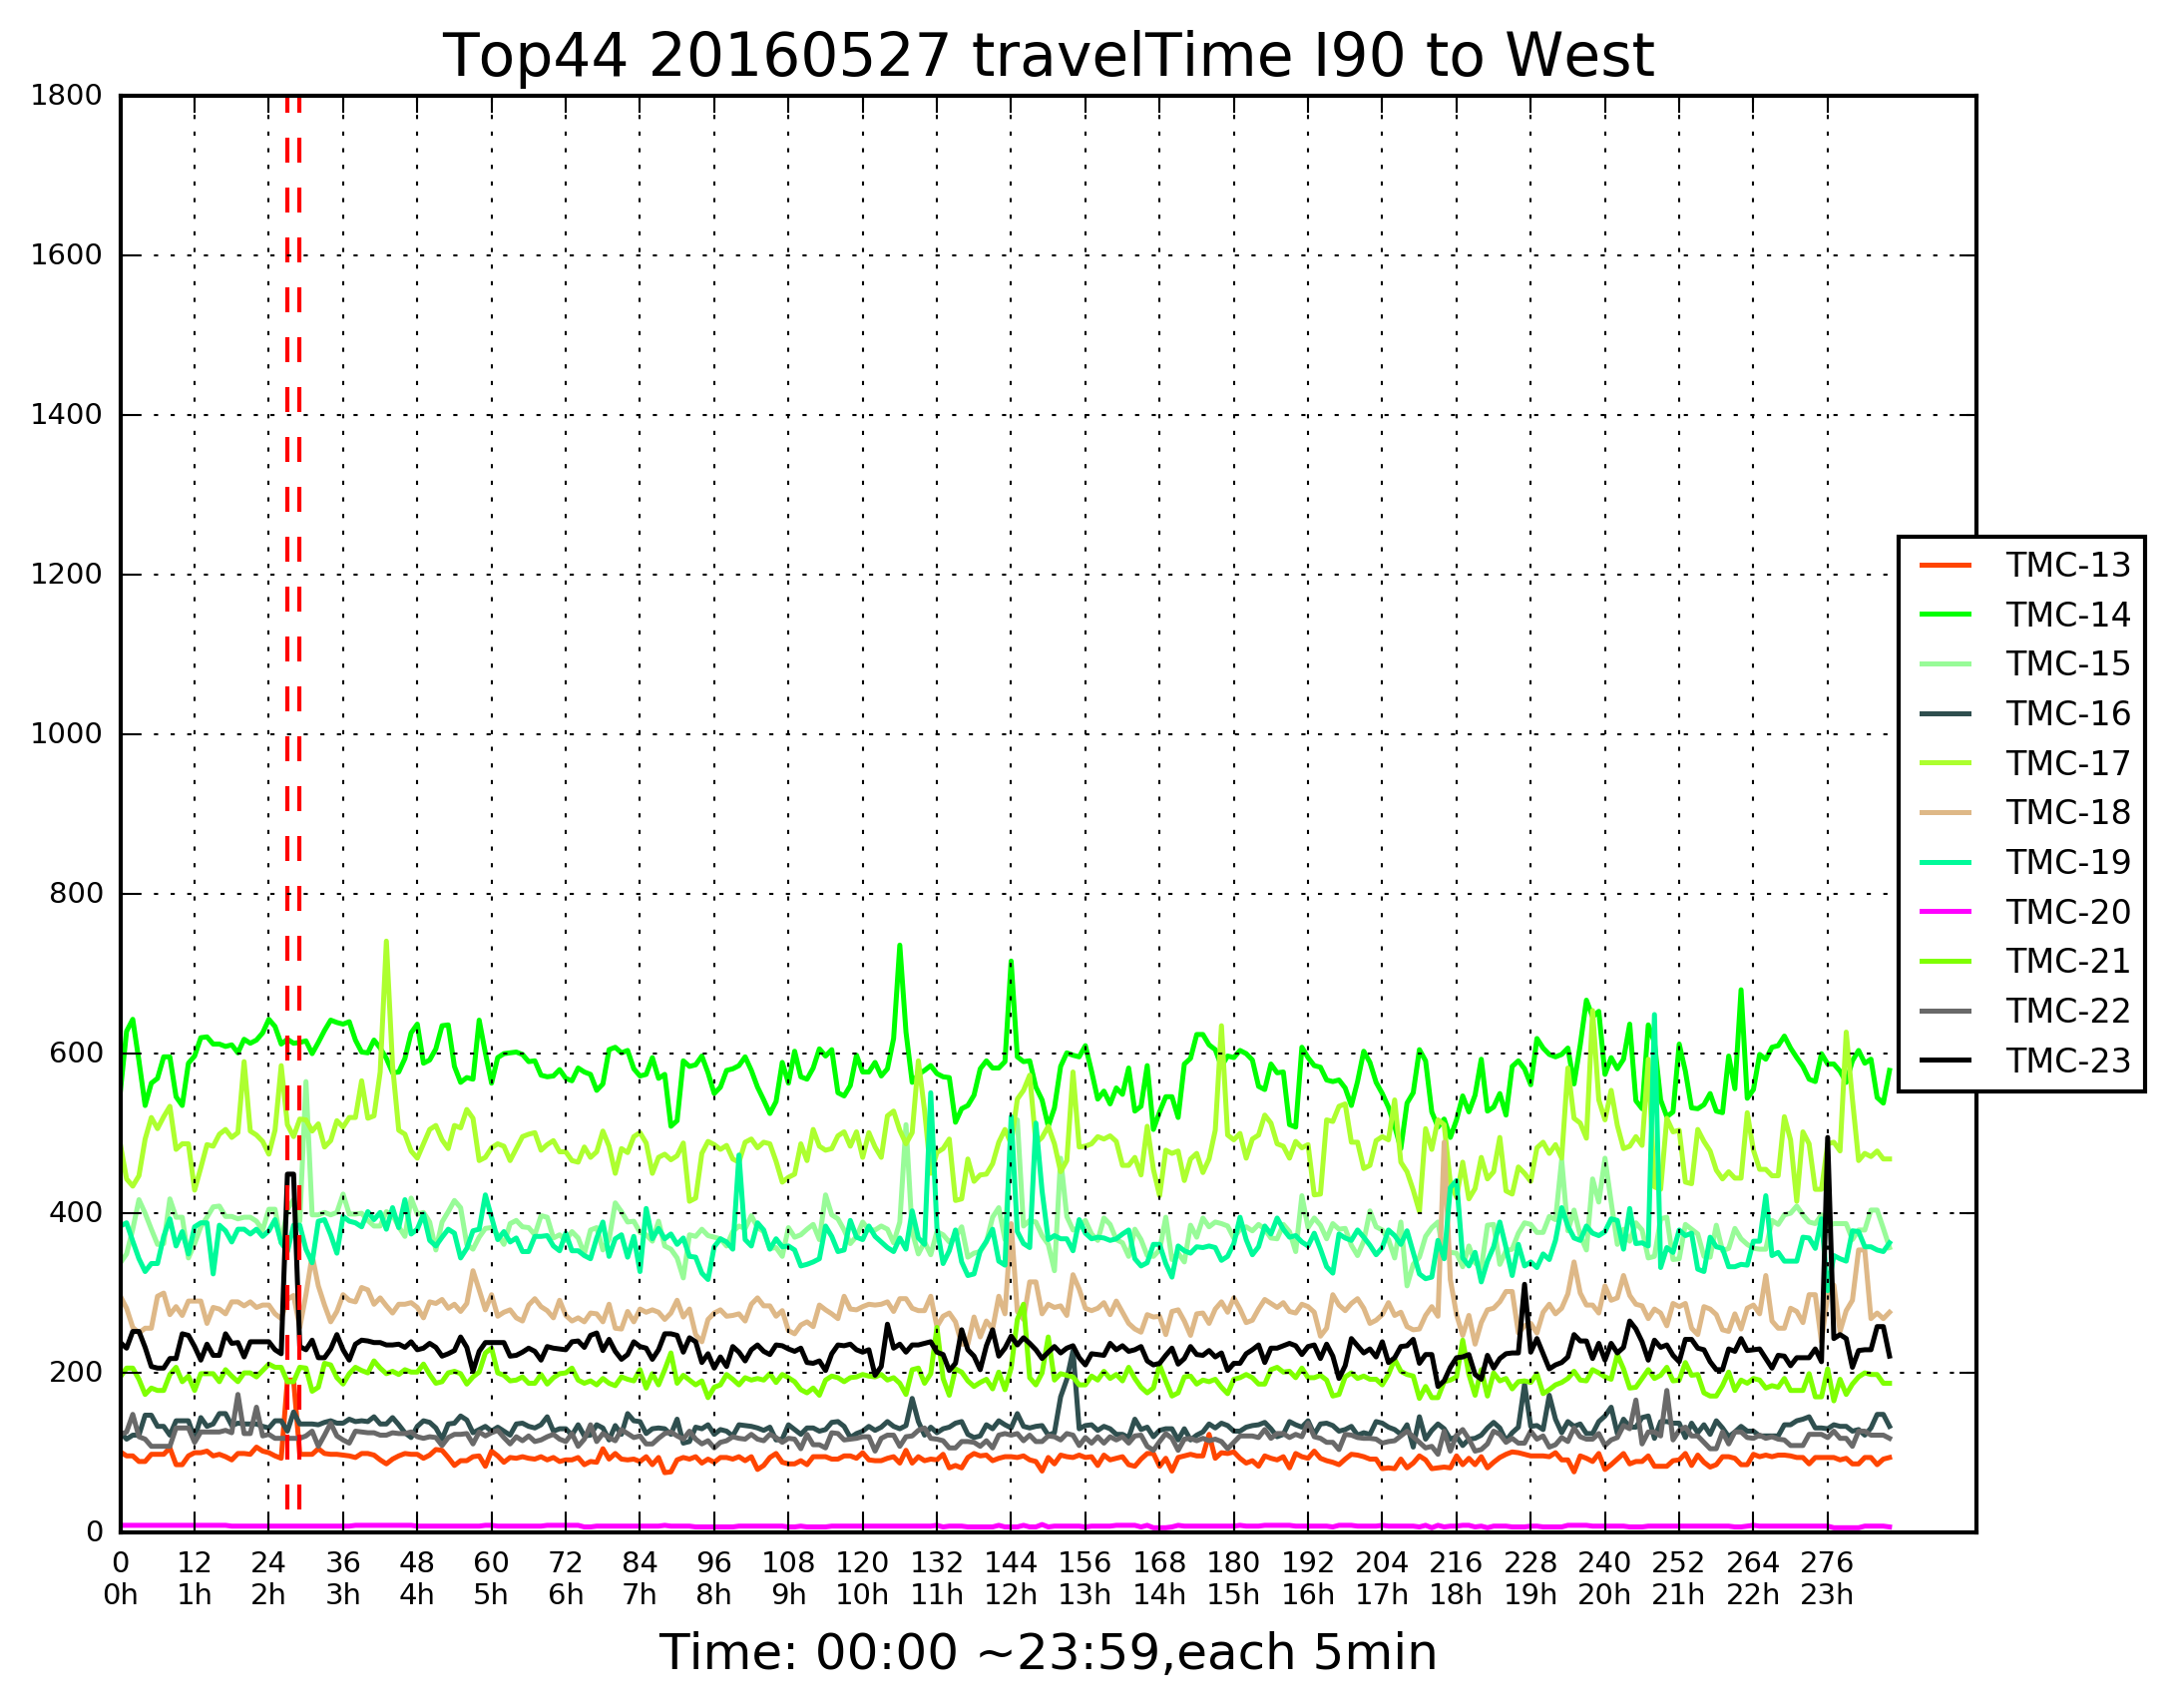 Top44 20160527 travelTime I90 to West
1800
1600
1400
1200
1000
800
600
400
200
0
TMC-13
TMC-14
TMC-15
TMC-16
TMC-17
TMC-18
TMC-19
TMC-20
TMC-21
TMC-22
TMC-23
0 12 24 36 48 60 72 84 96 108 120 132 144 156 168 180 192 204 216 228 240 252 264 276
0h 1h 2h 3h 4h 5h 6h 7h 8h 9h 10h 11h 12h 13h 14h 15h 16h 17h 18h 19h 20h 21h 22h 23h
Time: 00:00 ~23:59,each 5min